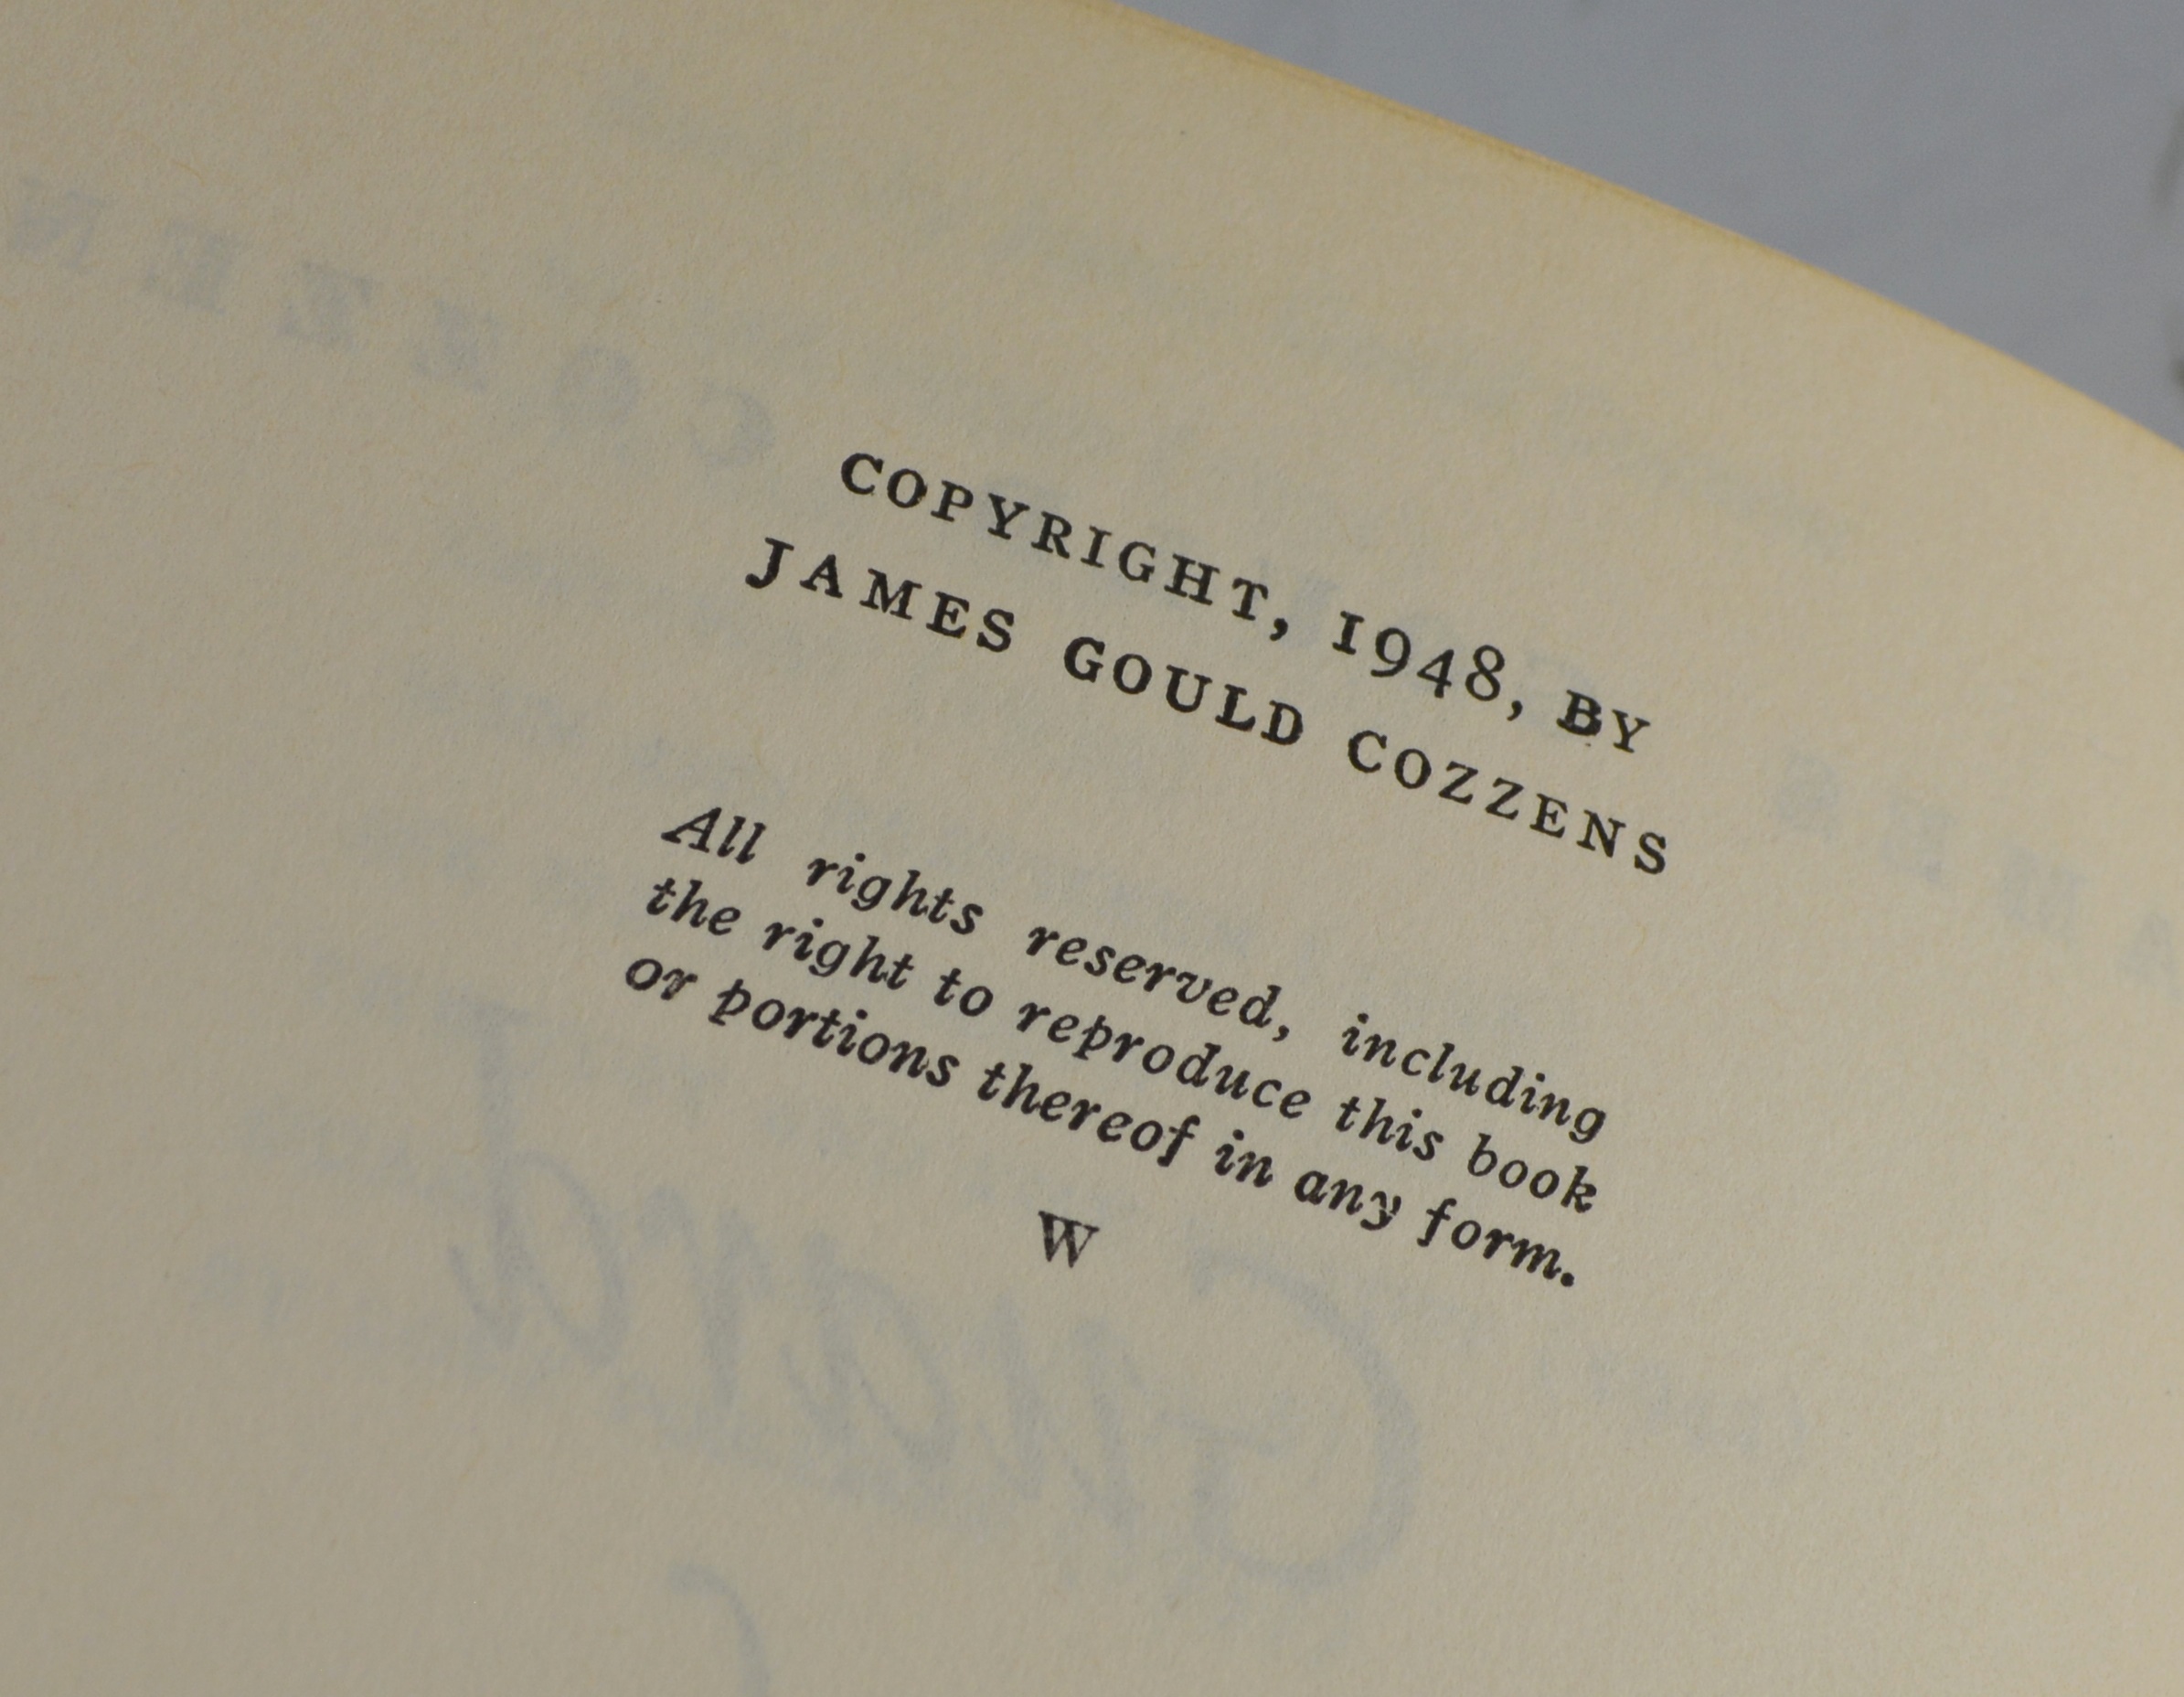 COPYRIGHT, 1948, BY
JAMES GOULD COZZENS
All rights reserved, including
the right to reproduce this book
or portions thereof in any form.
W